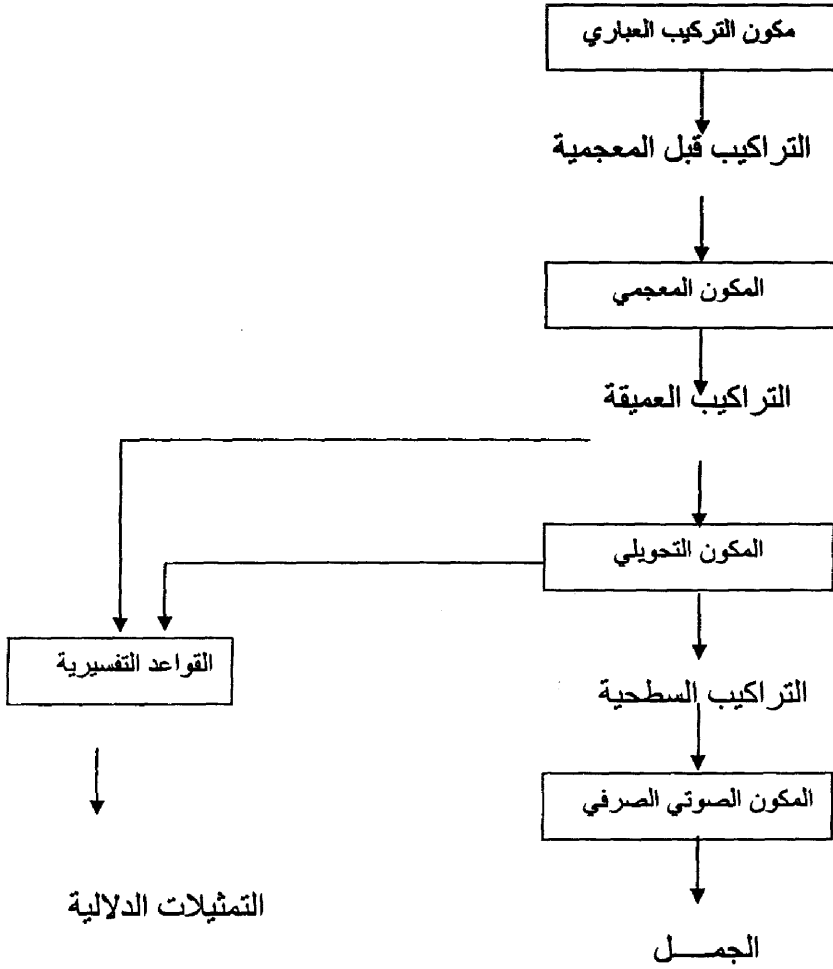 مكون التركيب العباري
التراكيب قبل المعجمية
المكون المعجمي
التراكيب العميقة
المكون التحويلي
القواعد التفسيرية
التراكيب السطحية
المكون الصوتي الصرفي
التمثيلات الدلالية
الجمـــل